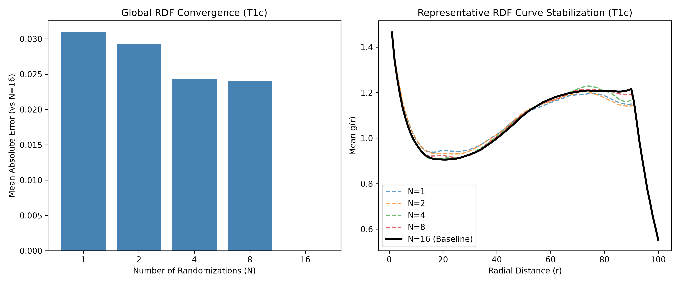 Global RDF Convergence (T1c)
Mean Absolute Error (vs N=16)
0.030
0.025
0.020
0.015
0.010
0.005
0.000
1 2 4 8 16
Number of Randomizations (N)
Representative RDF Curve Stabilization (T1c)
Mean g(r)
1.4
1.2
1.0
0.8
0.6
N=1
N=2
N=4
N=8
N=16 (Baseline)
0 20 40 60 80 100
Radial Distance (r)